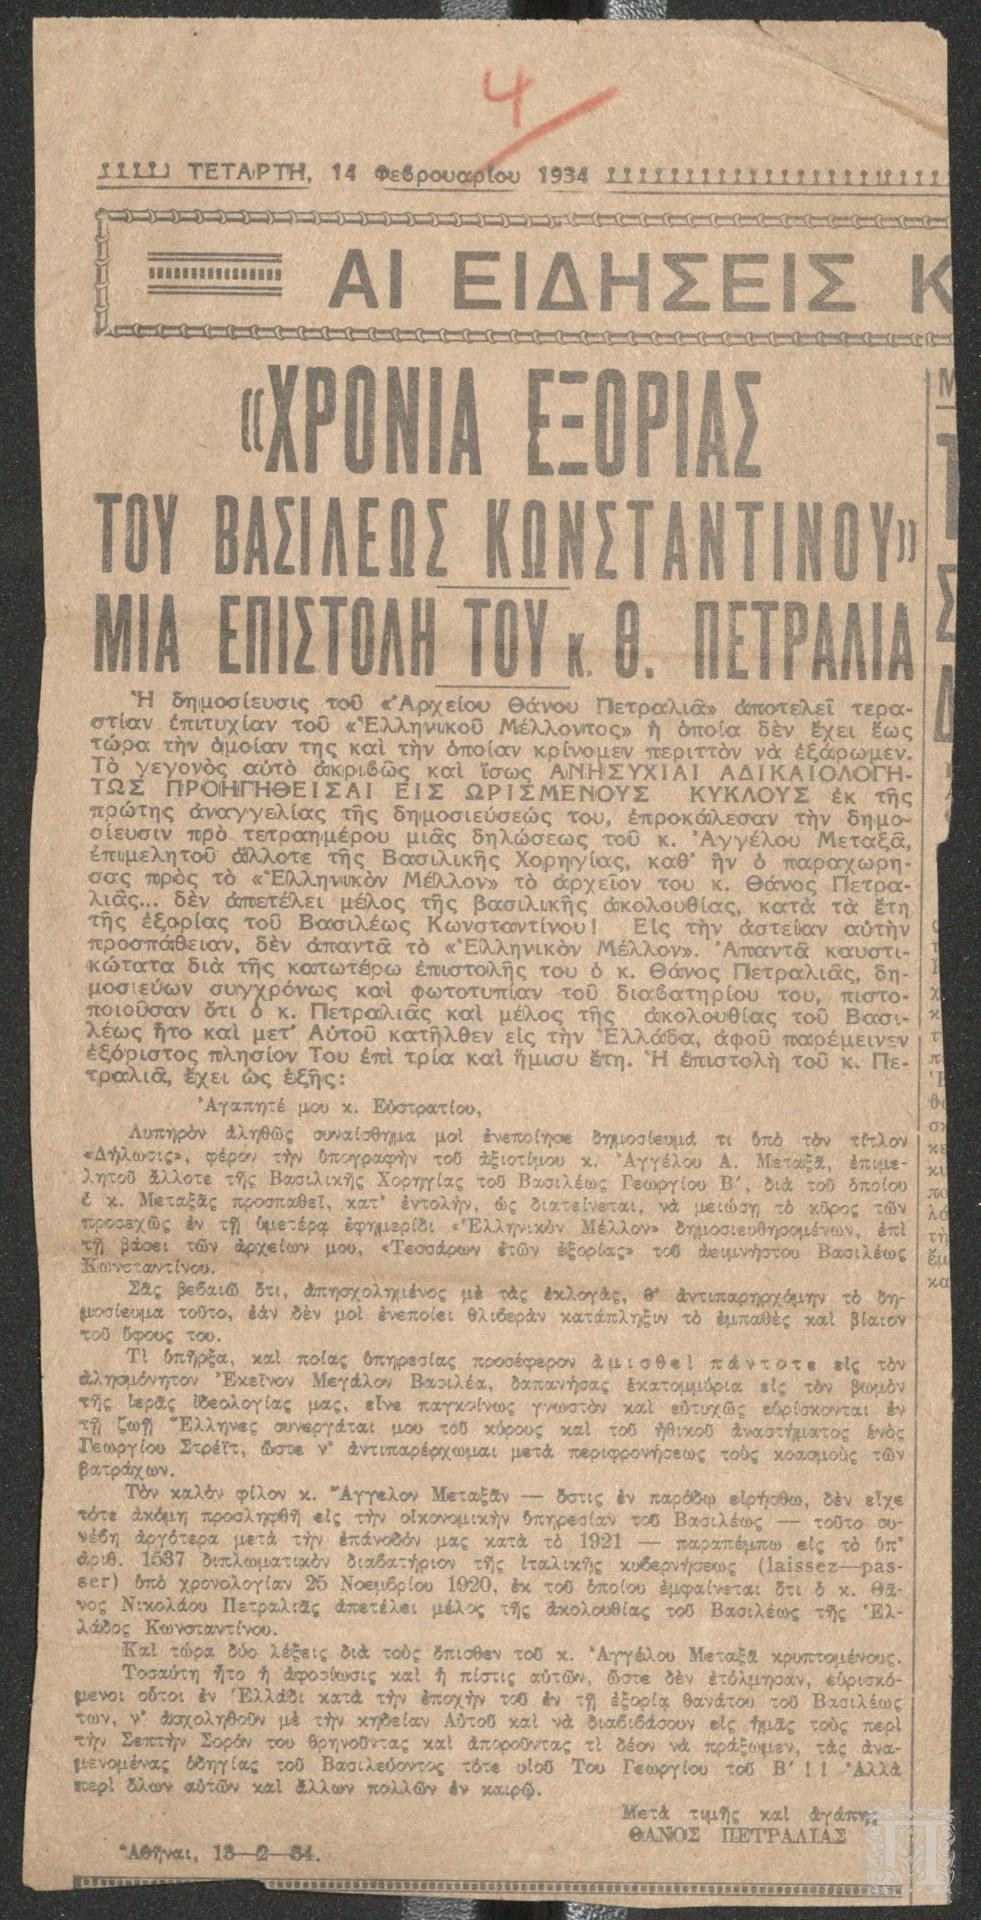 4
ΤΕΤΑΡΤΗ, 14 Φεβρουαρίου 1934
ΑΙ ΕΙΔΗΣΕΙΣ Κ
«ΧΡΟΝΙΑ ΕΞΟΡΙΑΣ
ΤΟΥ ΒΑΣΙΛΕΩΣ ΚΩΝΣΤΑΝΤΙΝΟΥ»
ΜΙΑ ΕΠΙΣΤΟΛΗ ΤΟΥ κ. Θ. ΠΕΤΡΑΛΙΑ
Ἡ δημοσίευσις τοῦ «Ἀρχείου Θάνου Πετραλιᾶ» ἀποτελεῖ τερα-
στίαν ἐπιτυχίαν τοῦ «Ἑλληνικοῦ Μέλλοντος» ἡ ὁποία δὲν ἔχει ἕως
τώρα τὴν ὁμοίαν της καὶ τὴν ὁποίαν κρίνομεν περιττὸν νὰ ἐξάρωμεν.
Τὸ γεγονὸς αὐτὸ ἀκριβῶς καὶ ἴσως ΑΝΗΣΥΧΙΑΙ ΑΔΙΚΑΙΟΛΟΓΗ-
ΤΩΣ ΠΡΟΗΓΗΘΕΙΣΑΙ ΕΙΣ ΩΡΙΣΜΕΝΟΥΣ ΚΥΚΛΟΥΣ ἐκ τῆς
πρώτης ἀναγγελίας τῆς δημοσιεύσεώς του, ἐπροκάλεσαν τὴν δημο-
σίευσιν πρὸ τετραημέρου μιᾶς δηλώσεως τοῦ κ. Ἀγγέλου Μεταξᾶ,
ἐπιμελητοῦ ἄλλοτε τῆς Βασιλικῆς Χορηγίας, καθ' ἣν ὁ παραχωρή-
σας πρὸς τὸ «Ἑλληνικὸν Μέλλον» τὸ ἀρχεῖον του κ. Θάνος Πετρα-
λιᾶς... δὲν ἀπετέλει μέλος τῆς βασιλικῆς ἀκολουθίας, κατὰ τὰ ἔτη
τῆς ἐξορίας τοῦ Βασιλέως Κωνσταντίνου! Εἰς τὴν ἀστείαν αὐτὴν
προσπάθειαν, δὲν ἀπαντᾶ τὸ «Ἑλληνικὸν Μέλλον». Ἀπαντᾶ καυστι-
κώτατα διὰ τῆς κατωτέρω ἐπιστολῆς του ὁ κ. Θάνος Πετραλιᾶς, δη-
μοσιεύων συγχρόνως καὶ φωτοτυπίαν τοῦ διαβατηρίου του, πιστο-
ποιοῦσαν ὅτι ὁ κ. Πετραλιᾶς καὶ μέλος τῆς ἀκολουθίας τοῦ Βασι-
λέως ἦτο καὶ μετ' Αὐτοῦ κατῆλθεν εἰς τὴν Ἑλλάδα, ἀφοῦ παρέμεινεν
ἐξόριστος πλησίον Του ἐπὶ τρία καὶ ἥμισυ ἔτη. Ἡ ἐπιστολὴ τοῦ κ. Πε-
τραλιᾶ, ἔχει ὡς ἑξῆς:
Ἀγαπητέ μου κ. Εὐστρατίου,
Λυπηρὸν ἀληθῶς συναίσθημα μοὶ ἐνεποίησε δημοσίευμά τι ὑπὸ τὸν τίτλον
«Δήλωσις», φέρον τὴν ὑπογραφὴν τοῦ ἀξιοτίμου κ. Ἀγγέλου Α. Μεταξᾶ, ἐπιμε-
λητοῦ ἄλλοτε τῆς Βασιλικῆς Χορηγίας τοῦ Βασιλέως Γεωργίου Β', διὰ τοῦ ὁποίου
ὁ κ. Μεταξᾶς προσπαθεῖ, κατ' ἐντολήν, ὡς διατείνεται, νὰ μειώσῃ τὸ κῦρος τῶν
προσεχῶς ἐν τῇ ὑμετέρᾳ ἐφημερίδι «Ἑλληνικὸν Μέλλον» δημοσιευθησομένων, ἐπὶ
τῇ βάσει τῶν ἀρχείων μου, «Τεσσάρων ἐτῶν ἐξορίας» τοῦ ἀειμνήστου Βασιλέως
Κωνσταντίνου.
Σᾶς βεβαιῶ ὅτι, ἀπησχολημένος μὲ τὰς ἐκλογάς, θ' ἀντιπαρηρχόμην τὸ δη-
μοσίευμα τοῦτο, ἐὰν δὲν μοὶ ἐνεποίει θλιβερὰν κατάπληξιν τὸ ἐμπαθὲς καὶ βίαιον
τοῦ ὕφους του.
Τί ὑπῆρξα, καὶ ποίας ὑπηρεσίας προσέφερον ἀμισθεὶ πάντοτε εἰς τὸν
ἀλησμόνητον Ἐκεῖνον Μεγάλον Βασιλέα, δαπανήσας ἑκατομμύρια εἰς τὸν βωμὸν
τῆς ἱερᾶς ἰδεολογίας μας, εἶνε παγκοίνως γνωστὸν καὶ εὐτυχῶς εὑρίσκονται ἐν
τῇ ζωῇ Ἕλληνες συνεργάται μου τοῦ κύρους καὶ τοῦ ἠθικοῦ ἀναστήματος ἑνὸς
Γεωργίου Στρέϊτ, ὥστε ν' ἀντιπαρέρχωμαι μετὰ περιφρονήσεως τοὺς κοασμοὺς τῶν
βατράχων.
Τὸν καλὸν φίλον κ. Ἄγγελον Μεταξᾶν — ὅστις ἐν παρόδῳ εἰρήσθω, δὲν εἶχε
τότε ἀκόμη προσληφθῆ εἰς τὴν οἰκονομικὴν ὑπηρεσίαν τοῦ Βασιλέως — τοῦτο συ-
νέβη ἀργότερα μετὰ τὴν ἐπάνοδόν μας κατὰ τὸ 1921 — παραπέμπω εἰς τὸ ὑπ'
ἀριθ. 1537 διπλωματικὸν διαβατήριον τῆς ἰταλικῆς κυβερνήσεως (laissez—pas-
ser) ὑπὸ χρονολογίαν 25 Νοεμβρίου 1920, ἐκ τοῦ ὁποίου ἐμφαίνεται ὅτι ὁ κ. Θᾶ-
νος Νικολάου Πετραλιᾶς ἀπετέλει μέλος τῆς ἀκολουθίας τοῦ Βασιλέως τῆς Ἑλ-
λάδος Κωνσταντίνου.
Καὶ τώρα δύο λέξεις διὰ τοὺς ὄπισθεν τοῦ κ. Ἀγγέλου Μεταξᾶ κρυπτομένους.
Τοσαύτη ἦτο ἡ ἀφοσίωσις καὶ ἡ πίστις αὐτῶν, ὥστε δὲν ἐτόλμησαν, εὑρισκό-
μενοι οὗτοι ἐν Ἑλλάδι κατὰ τὴν ἐποχὴν τοῦ ἐν τῇ ἐξορίᾳ θανάτου τοῦ Βασιλέως
των, ν' ἀσχοληθοῦν μὲ τὴν κηδείαν Αὐτοῦ καὶ νὰ διαβιβάσουν εἰς ἡμᾶς τοὺς περὶ
τὴν Σεπτὴν Σορόν του θρηνοῦντας καὶ ἀποροῦντας τί δέον νὰ πράξωμεν, τὰς ἀνα-
μενομένας ὁδηγίας τοῦ Βασιλεύοντος τότε υἱοῦ Του Γεωργίου τοῦ Β'!! Ἀλλὰ
περὶ ὅλων αὐτῶν καὶ ἄλλων πολλῶν ἐν καιρῷ.
Μετὰ τιμῆς καὶ ἀγάπης
ΘΑΝΟΣ ΠΕΤΡΑΛΙΑΣ
Ἀθῆναι, 13—2—34.